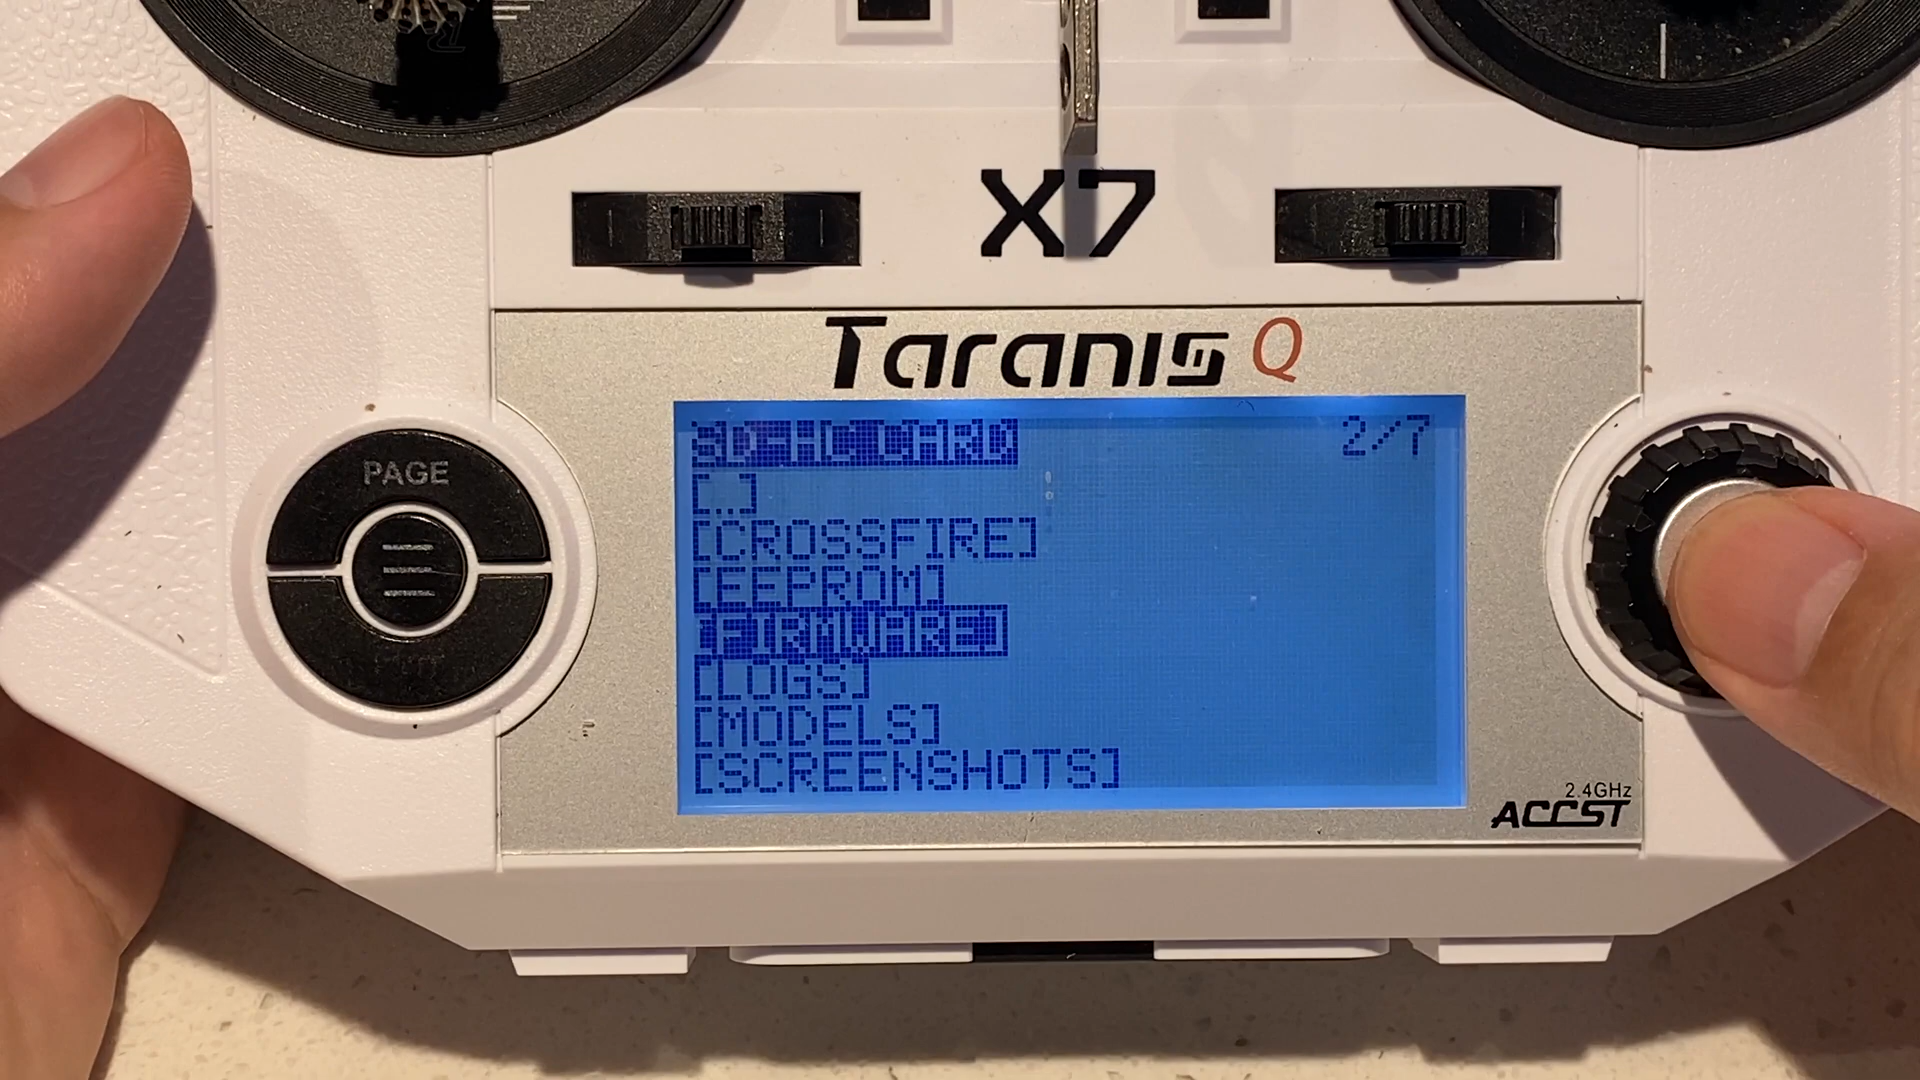 X7
Taranis Q
PAGE
SD-HC CARD 2/7
[..]
[CROSSFIRE]
[EEPROM]
[FIRMWARE]
[LOGS]
[MODELS]
[SCREENSHOTS]
2.4GHz
ACCST